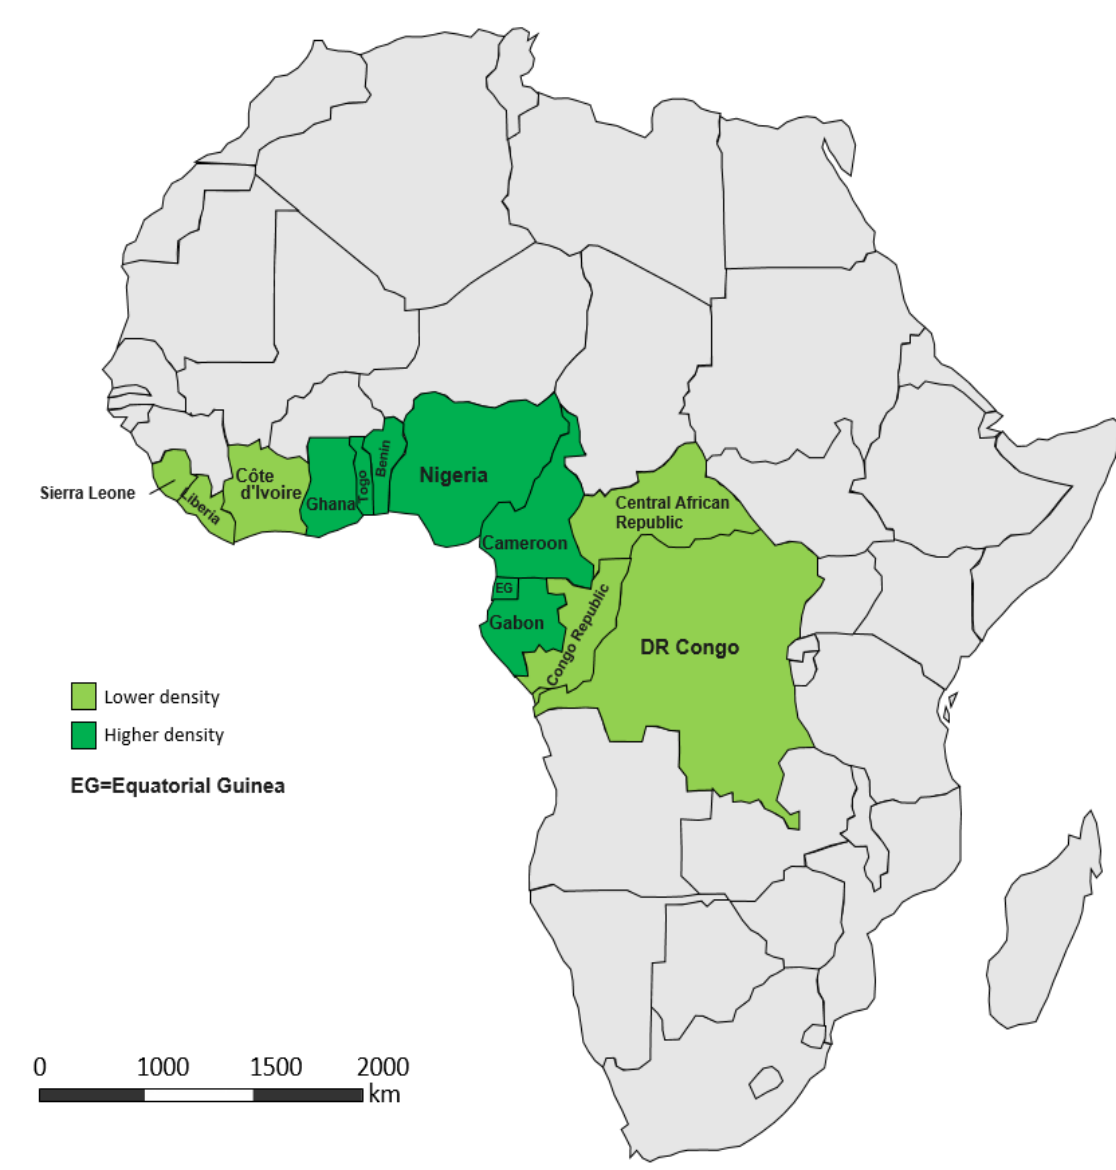 Nigeria
Benin
Togo
Ghana
Côte
d'Ivoire
Sierra Leone
Liberia
Central African
Republic
Cameroon
EG
Gabon
Congo Republic
DR Congo
Lower density
Higher density
EG=Equatorial Guinea
0 1000 1500 2000
km